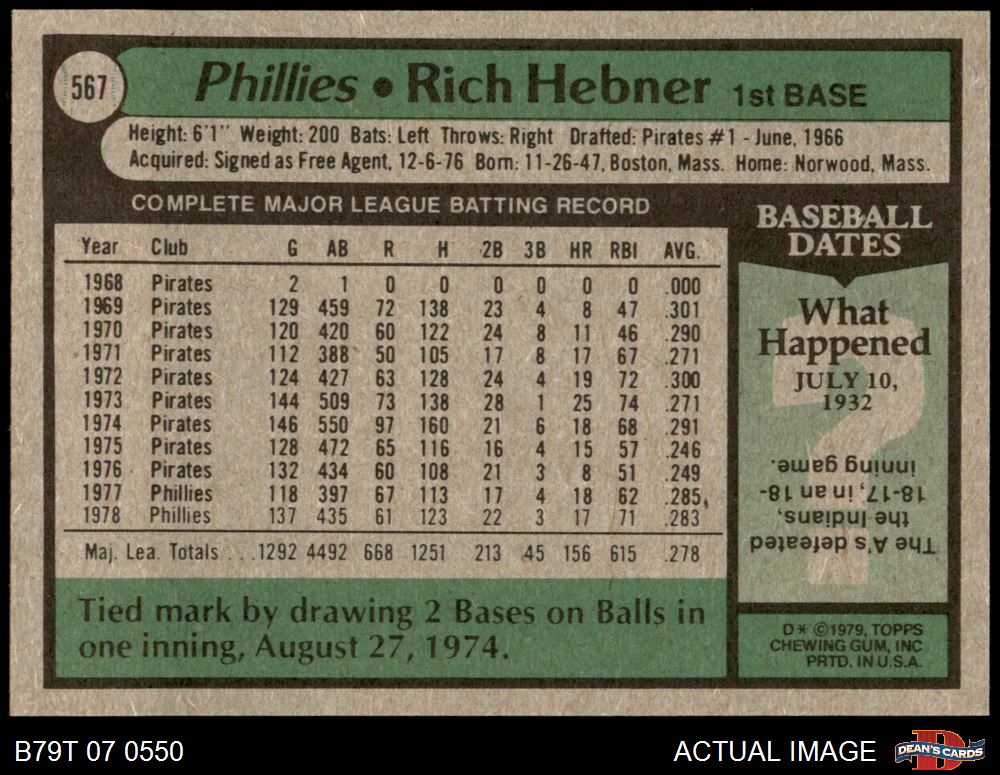 567
Phillies • Rich Hebner 1st BASE
Height: 6'1" Weight: 200 Bats: Left Throws: Right Drafted: Pirates #1 - June, 1966
Acquired: Signed as Free Agent, 12-6-76 Born: 11-26-47, Boston, Mass. Home: Norwood, Mass.
COMPLETE MAJOR LEAGUE BATTING RECORD
Year Club G AB R H 2B 3B HR RBI AVG.
1968 Pirates 2 1 0 0 0 0 0 0 .000
1969 Pirates 129 459 72 138 23 4 8 47 .301
1970 Pirates 120 420 60 122 24 8 11 46 .290
1971 Pirates 112 388 50 105 17 8 17 67 .271
1972 Pirates 124 427 63 128 24 4 19 72 .300
1973 Pirates 144 509 73 138 28 1 25 74 .271
1974 Pirates 146 550 97 160 21 6 18 68 .291
1975 Pirates 128 472 65 116 16 4 15 57 .246
1976 Pirates 132 434 60 108 21 3 8 51 .249
1977 Phillies 118 397 67 113 17 4 18 62 .285
1978 Phillies 137 435 61 123 22 3 17 71 .283
Maj. Lea. Totals ...1292 4492 668 1251 213 45 156 615 .278
Tied mark by drawing 2 Bases on Balls in
one inning, August 27, 1974.
BASEBALL
DATES
What
Happened
JULY 10,
1932
?
The A's defeated
the Indians,
18-17, in an 18-
inning game.
D* ©1979, TOPPS
CHEWING GUM, INC
PRTD. IN U.S.A.
B79T 07 0550
ACTUAL IMAGE
D
DEAN'S CARDS